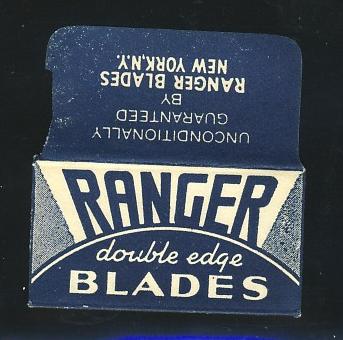 UNCONDITIONALLY
GUARANTEED
BY
RANGER BLADES
NEW YORK, N.Y.
RANGER
double edge
BLADES